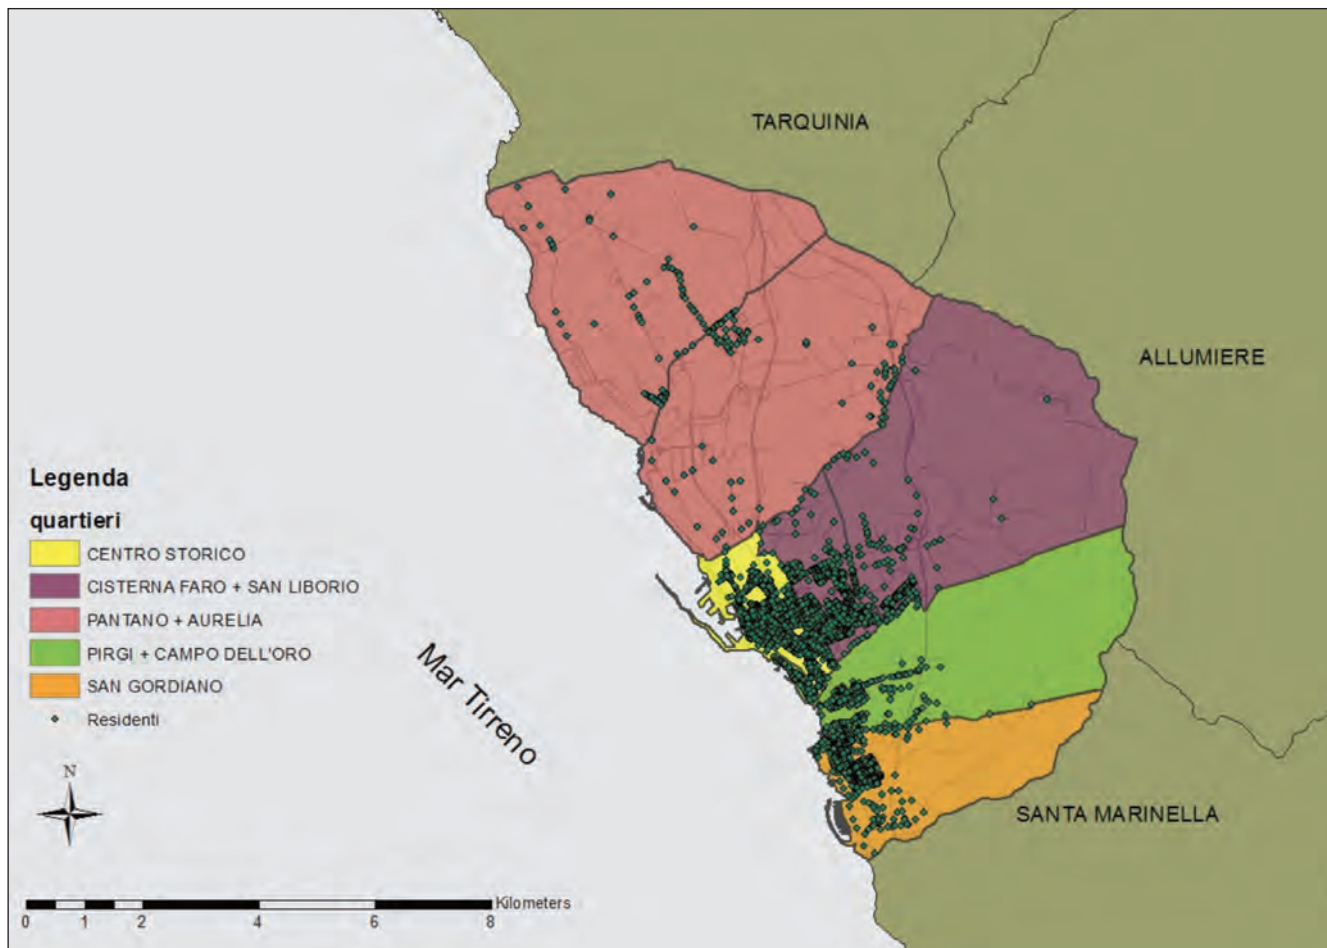 TARQUINIA
ALLUMIERE
Legenda
quartieri
CENTRO STORICO
CISTERNA FARO + SAN LIBORIO
PANTANO + AURELIA
PIRGI + CAMPO DELL'ORO
SAN GORDIANO
Residenti
Mar Tirreno
N
SANTA MARINELLA
Kilometers
0 1 2 4 6 8